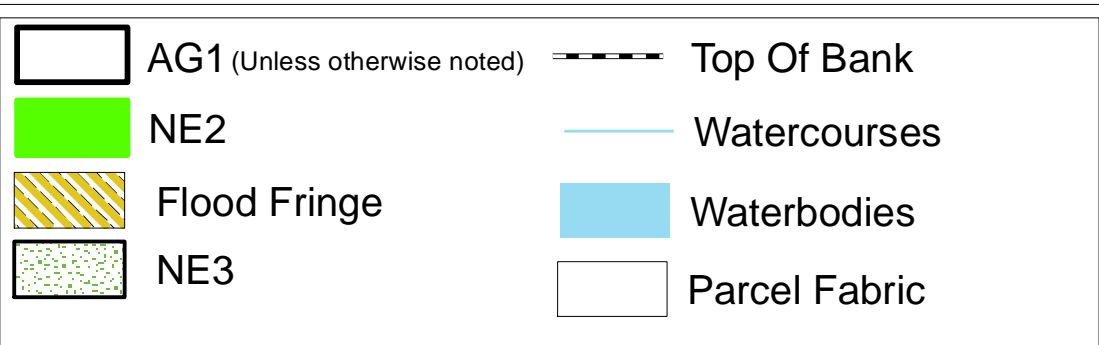 AG1 (Unless otherwise noted)
NE2
Flood Fringe
NE3
Top Of Bank
Watercourses
Waterbodies
Parcel Fabric